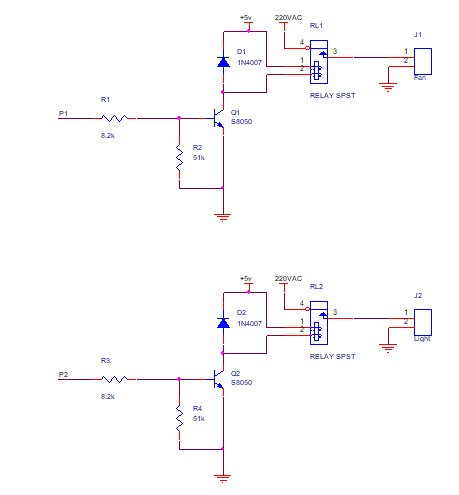 +5v 220VAC RL1 J1
D1 4 3 1
1N4007 1 2
2 Fan
RELAY SPST
R1 Q1
P1 S8050
8.2k R2
51k
+5v 220VAC RL2 J2
D2 4 3 1
1N4007 1 2
2 Light
RELAY SPST
R3 Q2
P2 S8050
8.2k R4
51k